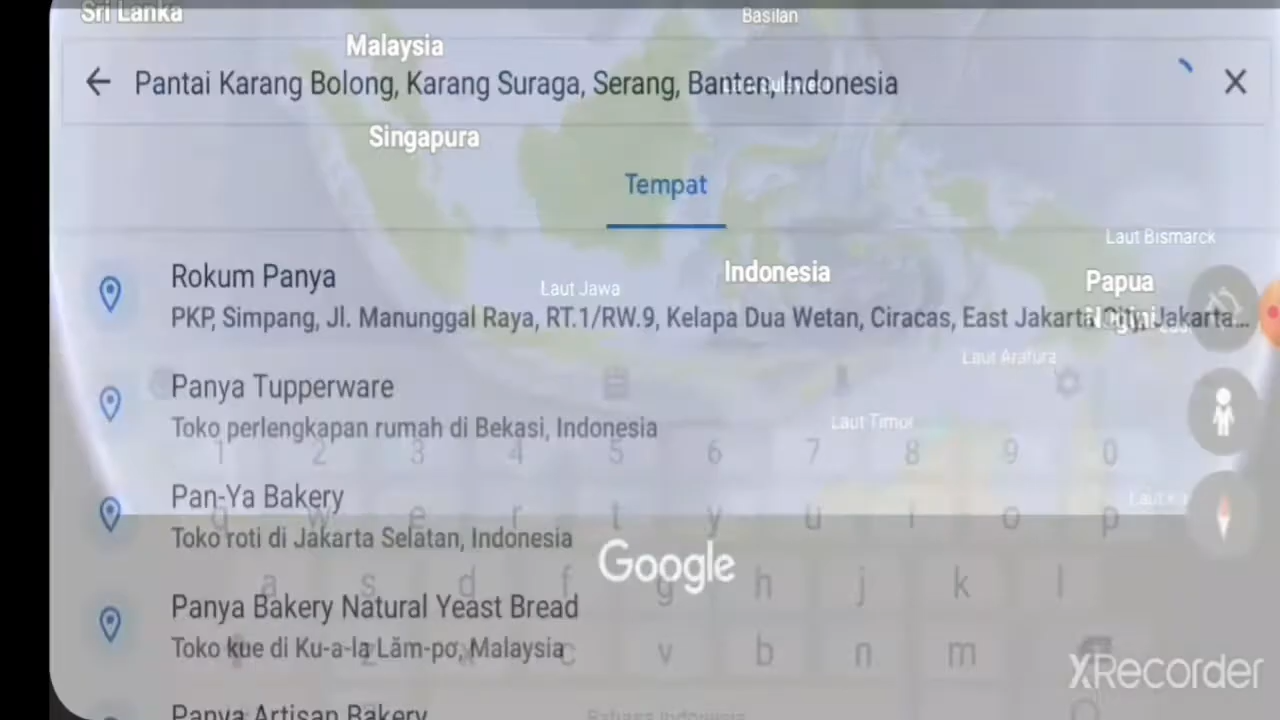 Sri Lanka
Basilan
Malaysia
Pantai Karang Bolong, Karang Suraga, Serang, Banten, Indonesia
Singapura
Tempat
Laut Bismarck
Rokum Panya
Laut Jawa
Indonesia
Papua
PKP, Simpang, Jl. Manunggal Raya, RT.1/RW.9, Kelapa Dua Wetan, Ciracas, East Jakarta City, Jakarta...
Laut Arafura
Panya Tupperware
Toko perlengkapan rumah di Bekasi, Indonesia
Laut Timor
1 2 3 4 5 6 7 8 9 0
Pan-Ya Bakery
q w e r t y u i o p
Toko roti di Jakarta Selatan, Indonesia
Google
a s d f g h j k l
Panya Bakery Natural Yeast Bread
Toko kue di Ku-a-la Lăm-pơ, Malaysia
z x c v b n m
XRecorder
Panya Artisan Bakery
Bahasa Indonesia